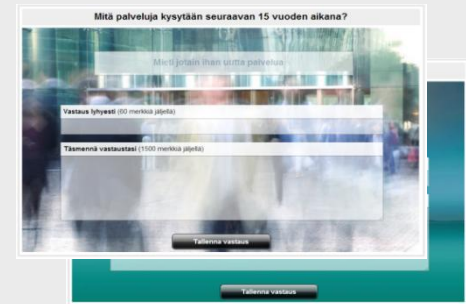 Mitä palveluja kysytään seuraavan 15 vuoden aikana?
Mieti jotain ihan uutta palvelua
Vastaus lyhyesti (60 merkkiä jäljellä)
Täsmennä vastaustasi (1500 merkkiä jäljellä)
Tallenna vastaus
Tallenna vastaus